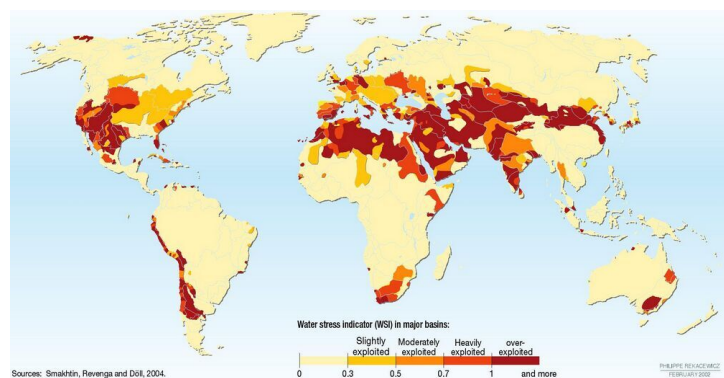 Water stress indicator (WSI) in major basins:
Slightly exploited
Moderately exploited
Heavily exploited
over-exploited
0 0.3 0.5 0.7 1 and more
Sources: Smakhtin, Revenga and Döll, 2004.
PHILIPPE REKACEWICZ
FEBRUARY 2002